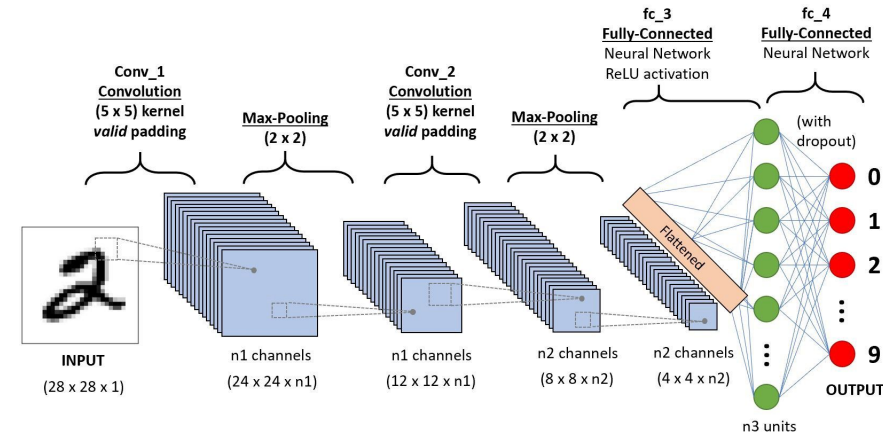 Conv_1
Convolution
(5 x 5) kernel
valid padding
Max-Pooling
(2 x 2)
Conv_2
Convolution
(5 x 5) kernel
valid padding
Max-Pooling
(2 x 2)
fc_3
Fully-Connected
Neural Network
ReLU activation
fc_4
Fully-Connected
Neural Network
(with
dropout)
Flattened
0
1
2
9
OUTPUT
2
INPUT
(28 x 28 x 1)
n1 channels
(24 x 24 x n1)
n1 channels
(12 x 12 x n1)
n2 channels
(8 x 8 x n2)
n2 channels
(4 x 4 x n2)
n3 units